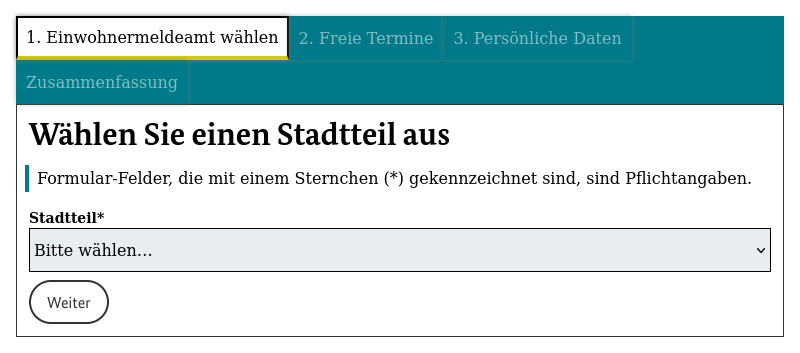 1. Einwohnermeldeamt wählen
2. Freie Termine
3. Persönliche Daten
Zusammenfassung
Wählen Sie einen Stadtteil aus
Formular-Felder, die mit einem Sternchen (*) gekennzeichnet sind, sind Pflichtangaben.
Stadtteil*
Bitte wählen...
Weiter